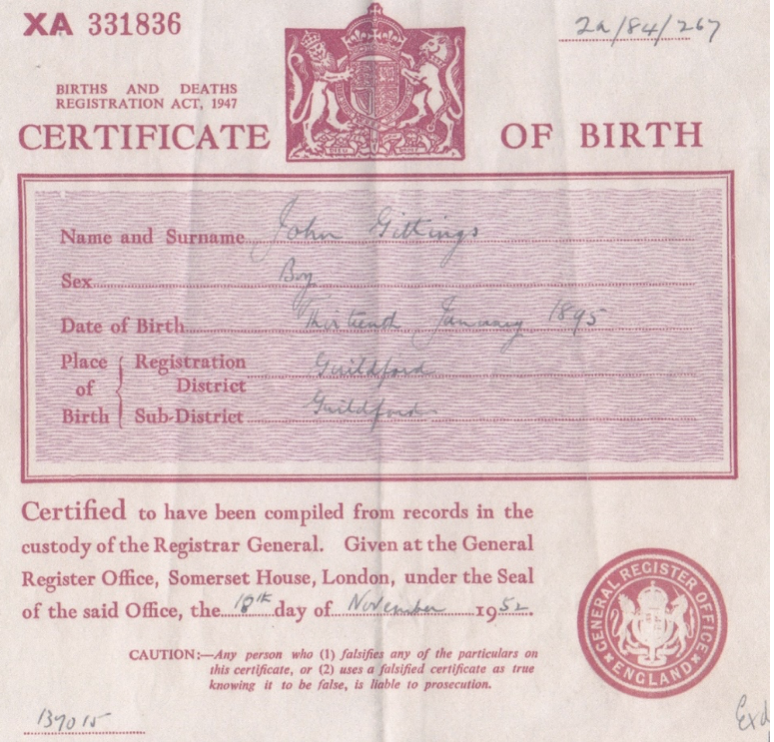 XA 331836
2a/84/267
BIRTHS AND DEATHS
REGISTRATION ACT, 1947
CERTIFICATE OF BIRTH
Name and Surname John Gittings
Sex Boy
Date of Birth Thirteenth January 1895
Place of Birth { Registration District Guildford
Sub-District Guildford
Certified to have been compiled from records in the
custody of the Registrar General. Given at the General
Register Office, Somerset House, London, under the Seal
of the said Office, the 18th day of November 1952.
GENERAL REGISTER OFFICE
ENGLAND
CAUTION:—Any person who (1) falsifies any of the particulars on
this certificate, or (2) uses a falsified certificate as true
knowing it to be false, is liable to prosecution.